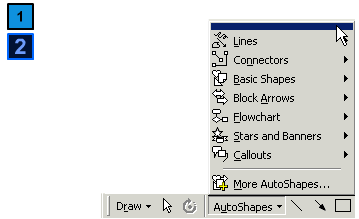 1
2
Lines
Connectors
Basic Shapes
Block Arrows
Flowchart
Stars and Banners
Callouts
More AutoShapes...
Draw AutoShapes